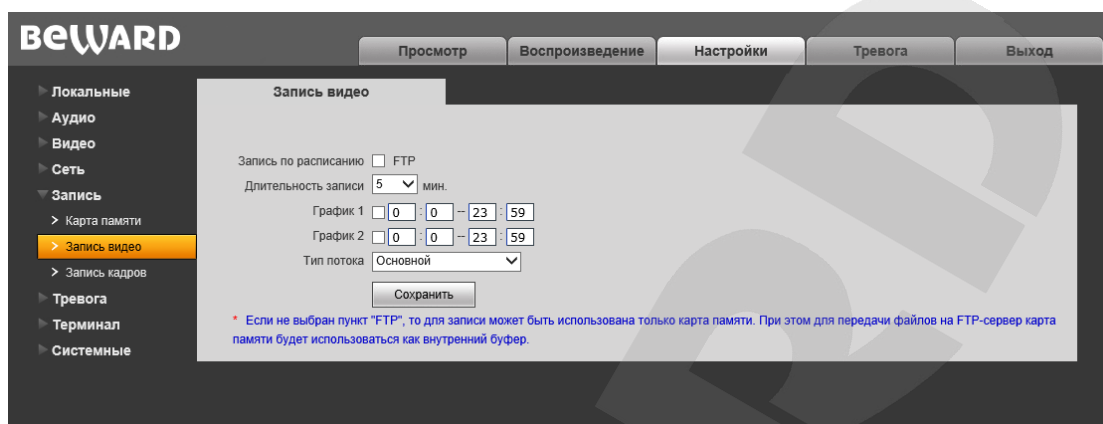 BEWARD
Просмотр Воспроизведение Настройки Тревога Выход
Локальные
Аудио
Видео
Сеть
Запись
> Карта памяти
> Запись видео
> Запись кадров
Тревога
Терминал
Системные
Запись видео
Запись по расписанию FTP
Длительность записи 5 мин.
График 1 0 : 0 -- 23 : 59
График 2 0 : 0 -- 23 : 59
Тип потока Основной
Сохранить
* Если не выбран пункт "FTP", то для записи может быть использована только карта памяти. При этом для передачи файлов на FTP-сервер карта
памяти будет использоваться как внутренний буфер.